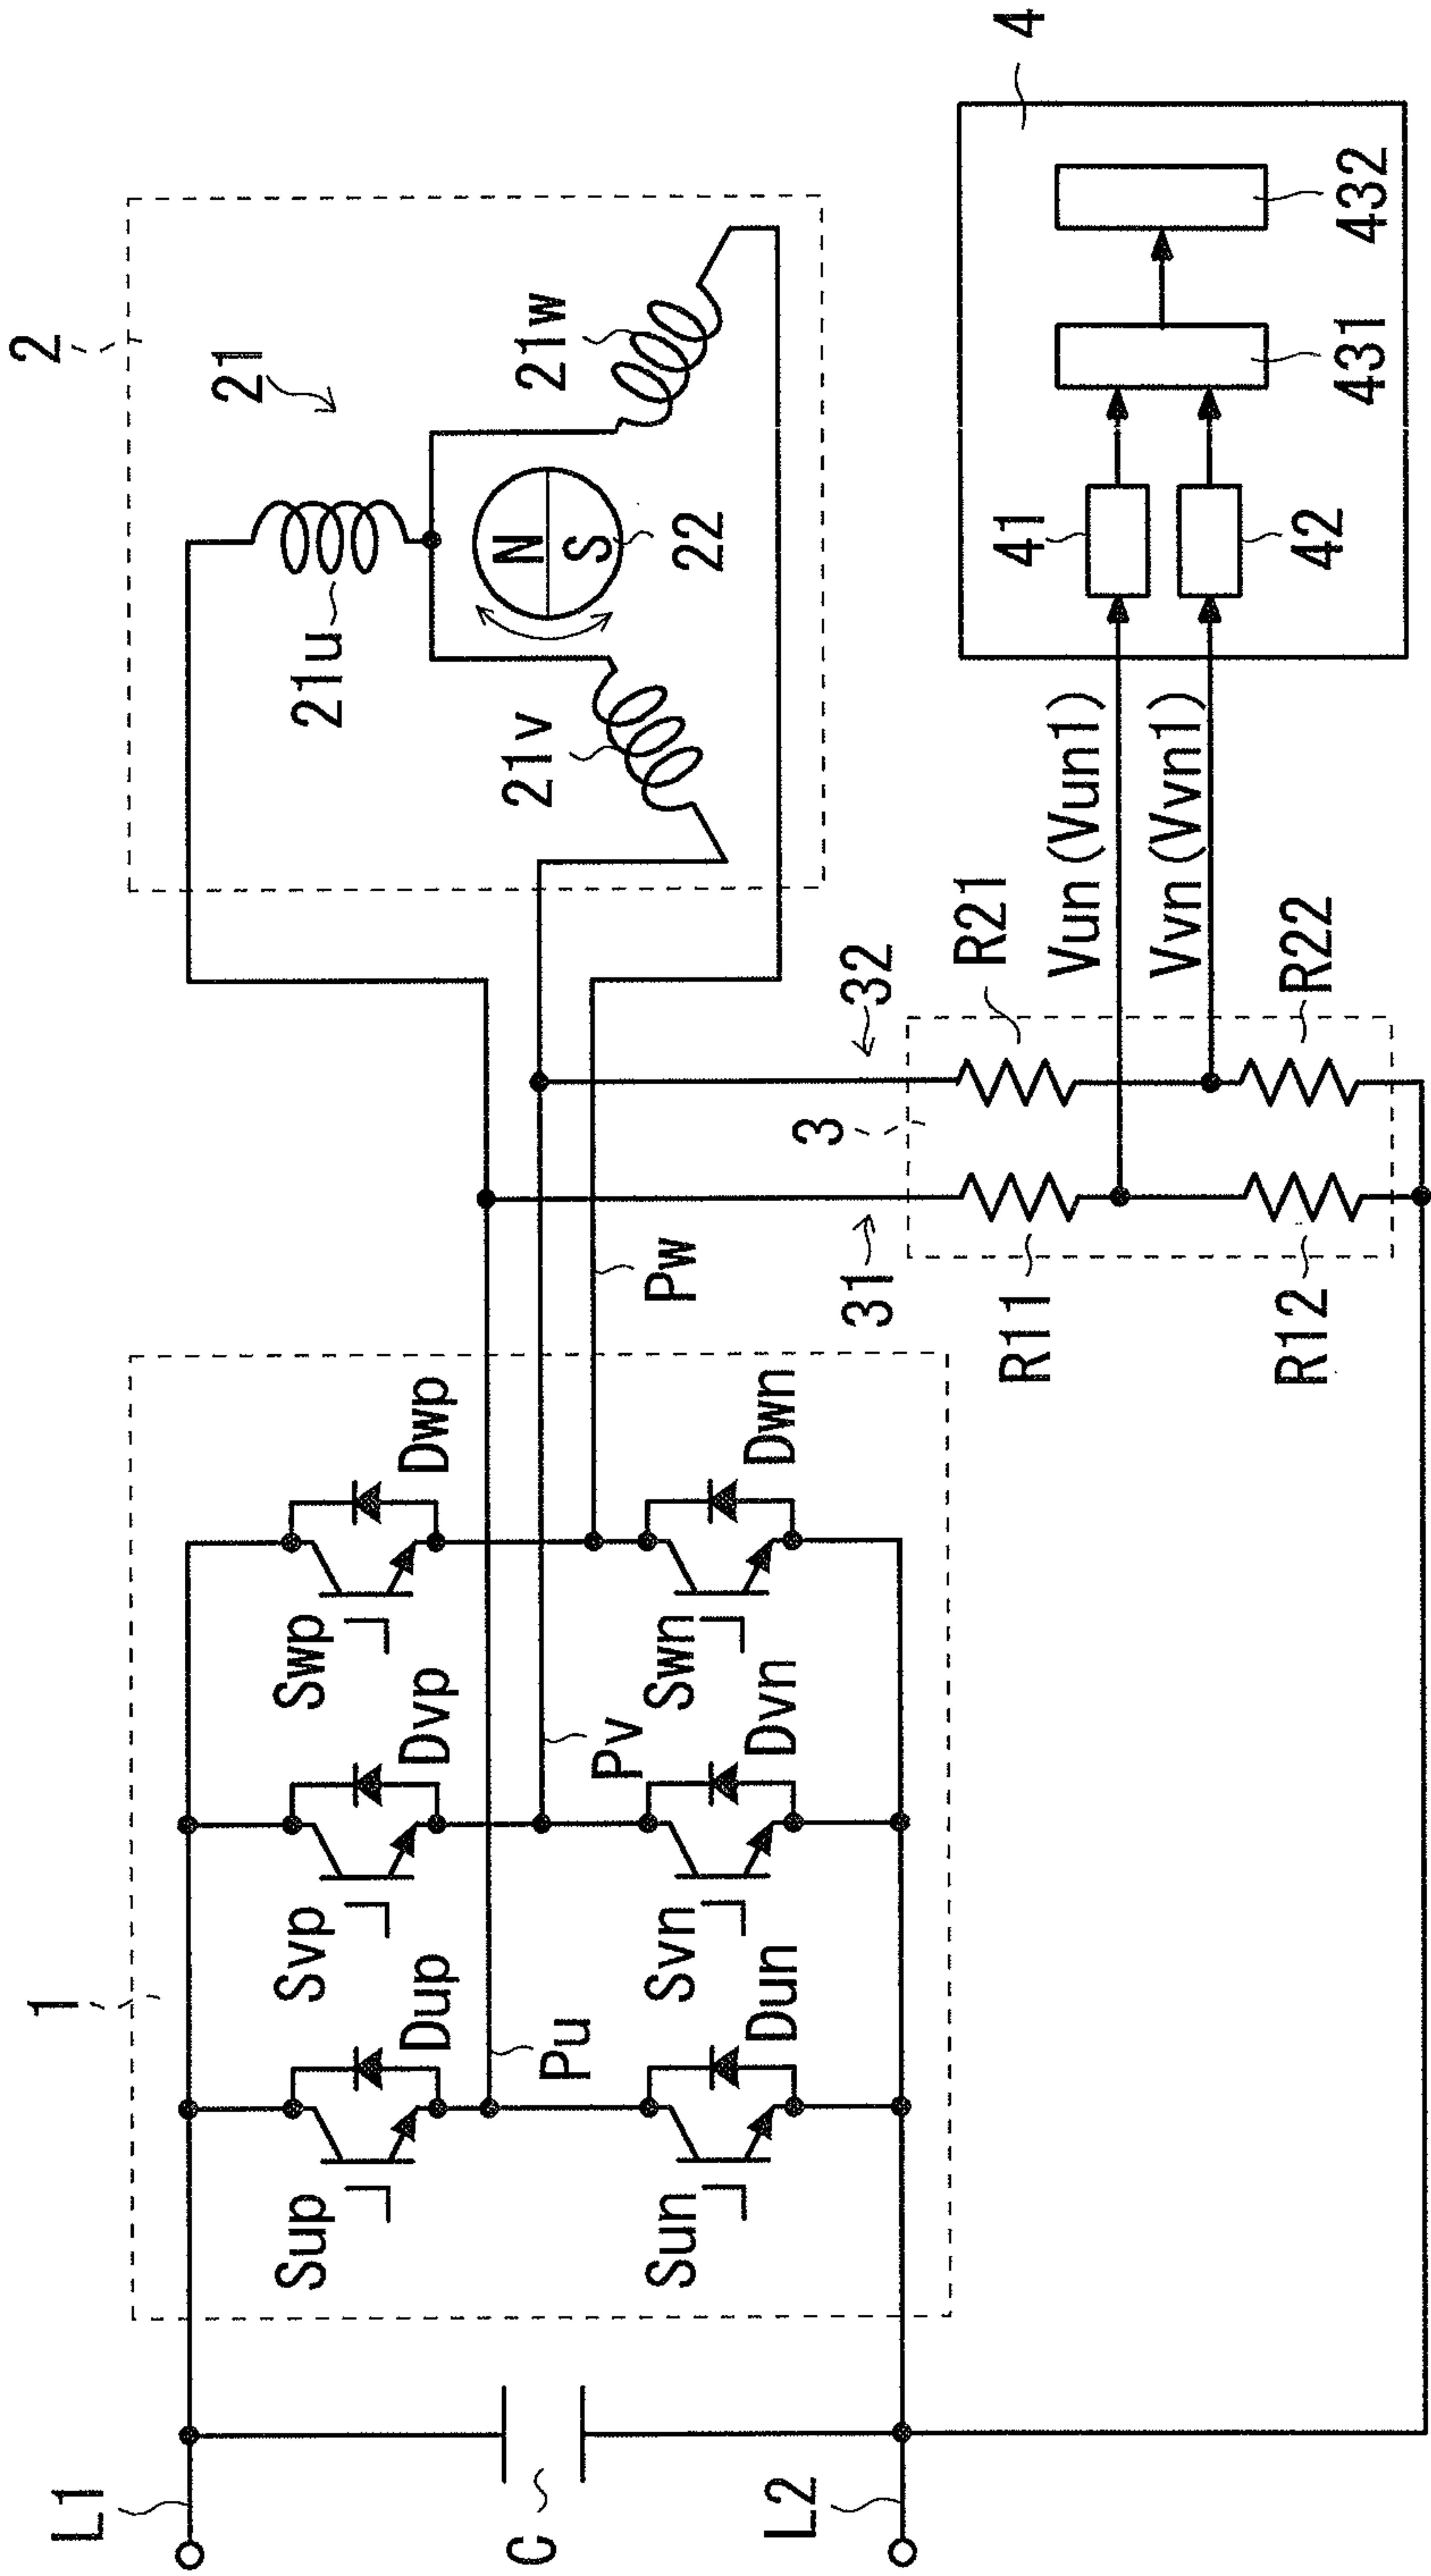 L1
C
L2
1
Sup
Dup
Svp
Dvp
Swp
Dwp
Pu
Pv
Pw
Sun
Dun
Svn
Dvn
Swn
Dwn
2
21
21u
21v
21w
N
S
22
3
31
32
R11
R21
R12
R22
Vun(Vun1)
Vvn(Vvn1)
4
41
42
431
432